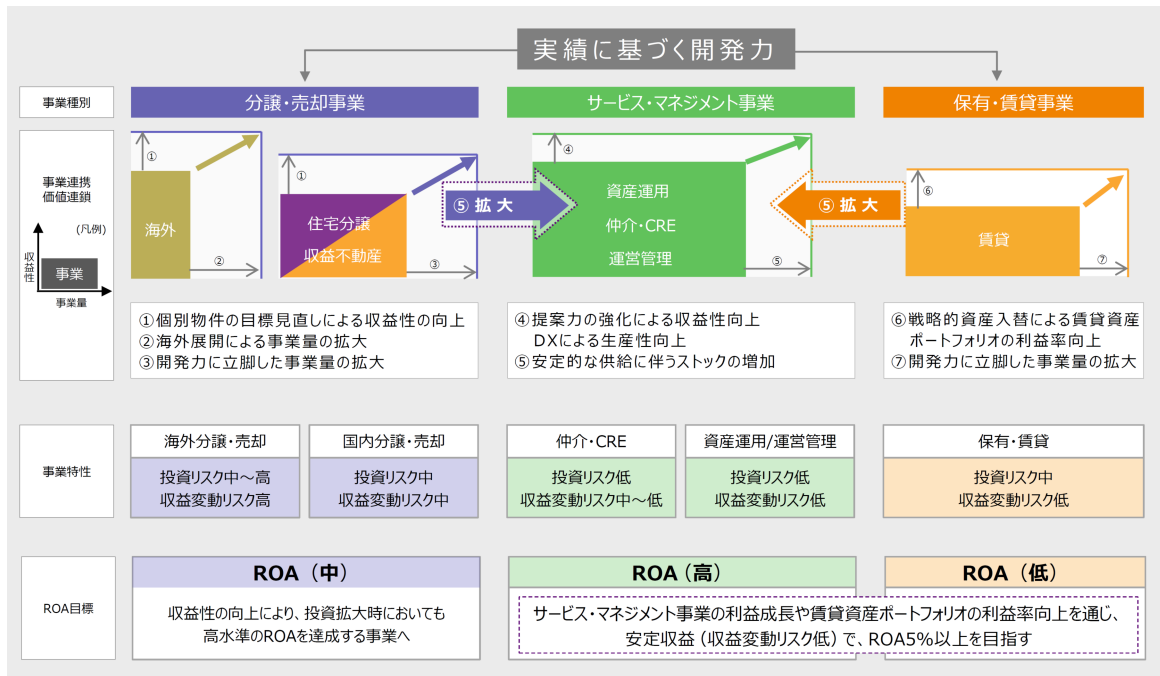 実績に基づく開発力
事業種別
分譲・売却事業
サービス・マネジメント事業
保有・賃貸事業
事業連携
価値連鎖
(凡例)
収益性
事業
事業量
①
海外
②
①
住宅分譲
収益不動産
③
⑤ 拡 大
④
資産運用
仲介・CRE
運営管理
⑤
⑤ 拡 大
⑥
賃貸
⑦
①個別物件の目標見直しによる収益性の向上
②海外展開による事業量の拡大
③開発力に立脚した事業量の拡大
④提案力の強化による収益性向上
DXによる生産性向上
⑤安定的な供給に伴うストックの増加
⑥戦略的資産入替による賃貸資産
ポートフォリオの利益率向上
⑦開発力に立脚した事業量の拡大
事業特性
海外分譲・売却
投資リスク中～高
収益変動リスク高
国内分譲・売却
投資リスク中
収益変動リスク中
仲介・CRE
投資リスク低
収益変動リスク中～低
資産運用/運営管理
投資リスク低
収益変動リスク低
保有・賃貸
投資リスク中
収益変動リスク低
ROA目標
ROA（中）
収益性の向上により、投資拡大時においても
高水準のROAを達成する事業へ
ROA（高）
ROA（低）
サービス・マネジメント事業の利益成長や賃貸資産ポートフォリオの利益率向上を通じ、
安定収益（収益変動リスク低）で、ROA5%以上を目指す